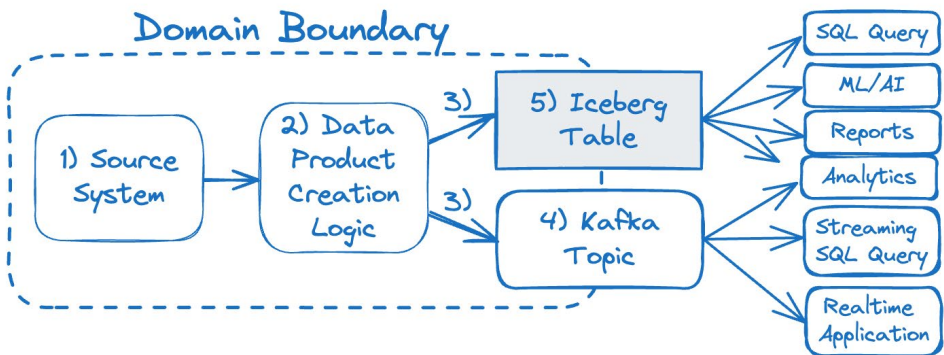 Domain Boundary
1) Source
System
2) Data
Product
Creation
Logic
3)
3)
5) Iceberg
Table
4) Kafka
Topic
SQL Query
ML/AI
Reports
Analytics
Streaming
SQL Query
Realtime
Application